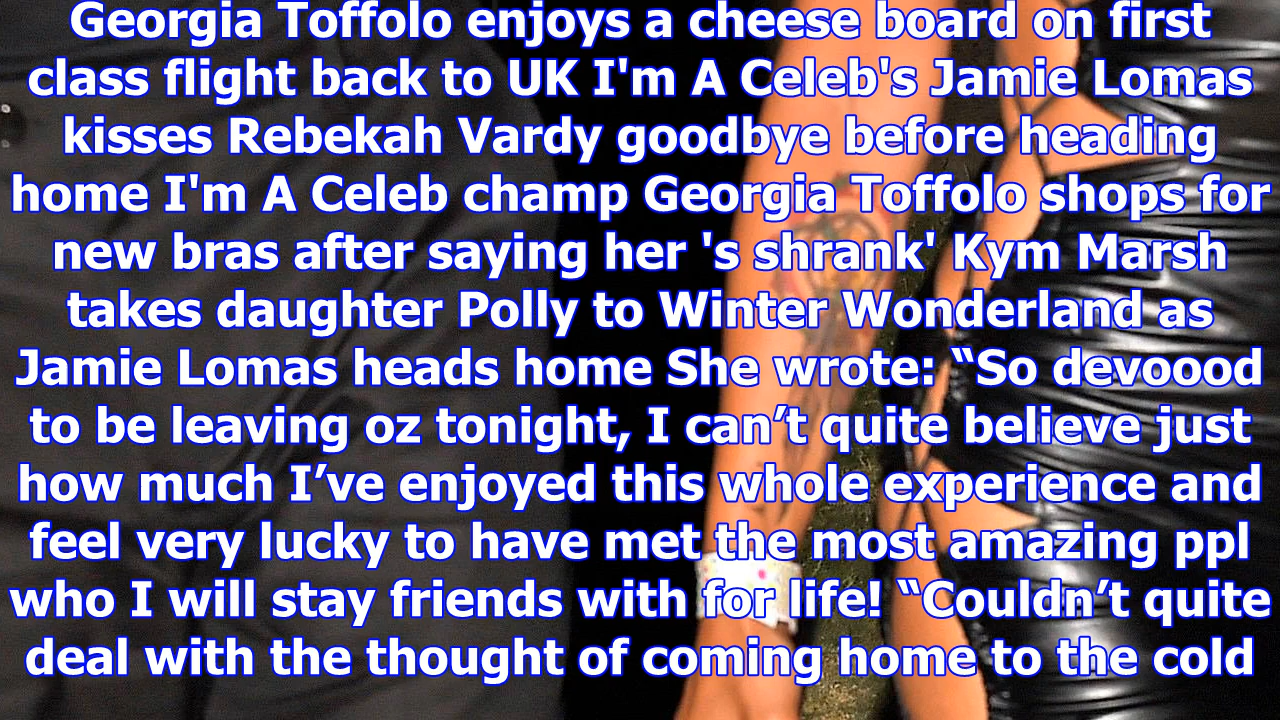 Georgia Toffolo enjoys a cheese board on first
class flight back to UK I'm A Celeb's Jamie Lomas
kisses Rebekah Vardy goodbye before heading
home I'm A Celeb champ Georgia Toffolo shops for
new bras after saying her 's shrank' Kym Marsh
takes daughter Polly to Winter Wonderland as
Jamie Lomas heads home She wrote: “So devoood
to be leaving oz tonight, I can’t quite believe just
how much I’ve enjoyed this whole experience and
feel very lucky to have met the most amazing ppl
who I will stay friends with for life! “Couldn’t quite
deal with the thought of coming home to the cold